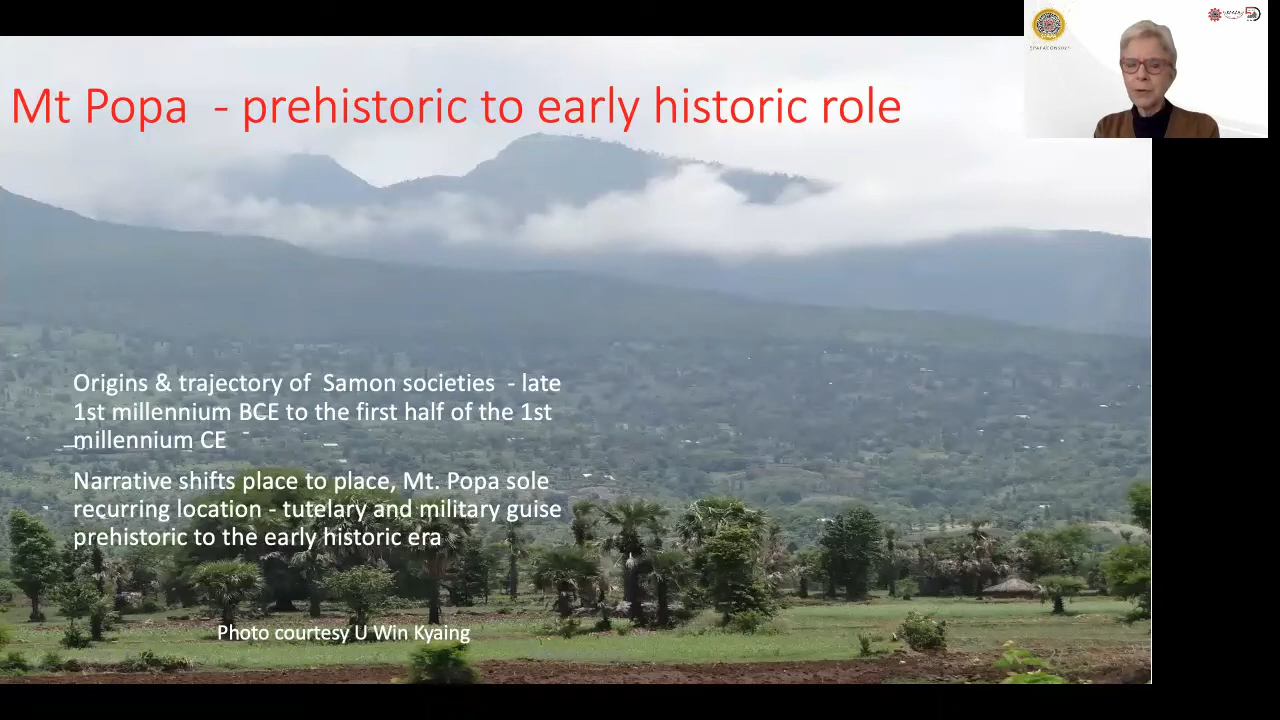 Mt Popa - prehistoric to early historic role
Origins & trajectory of Samon societies - late
1st millennium BCE to the first half of the 1st
millennium CE
Narrative shifts place to place, Mt. Popa sole
recurring location - tutelary and military guise
prehistoric to the early historic era
Photo courtesy U Win Kyaing